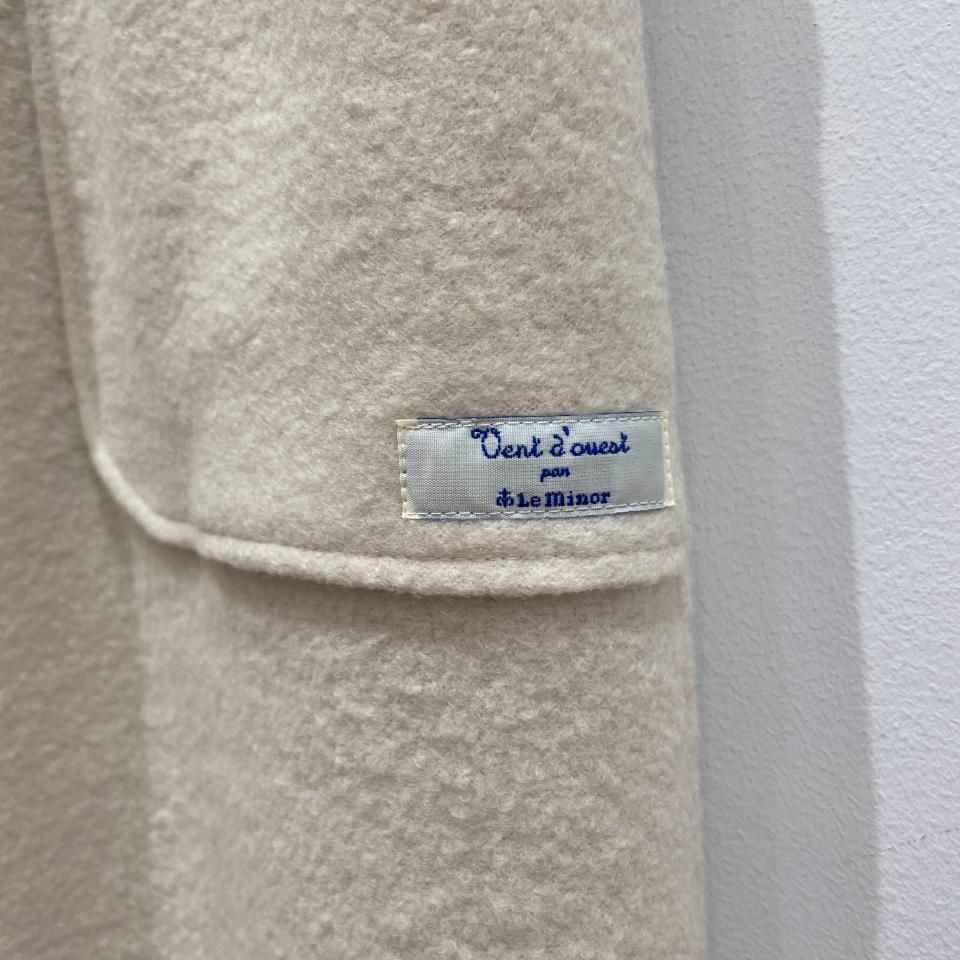 Vent d'ouest
par
Le minor